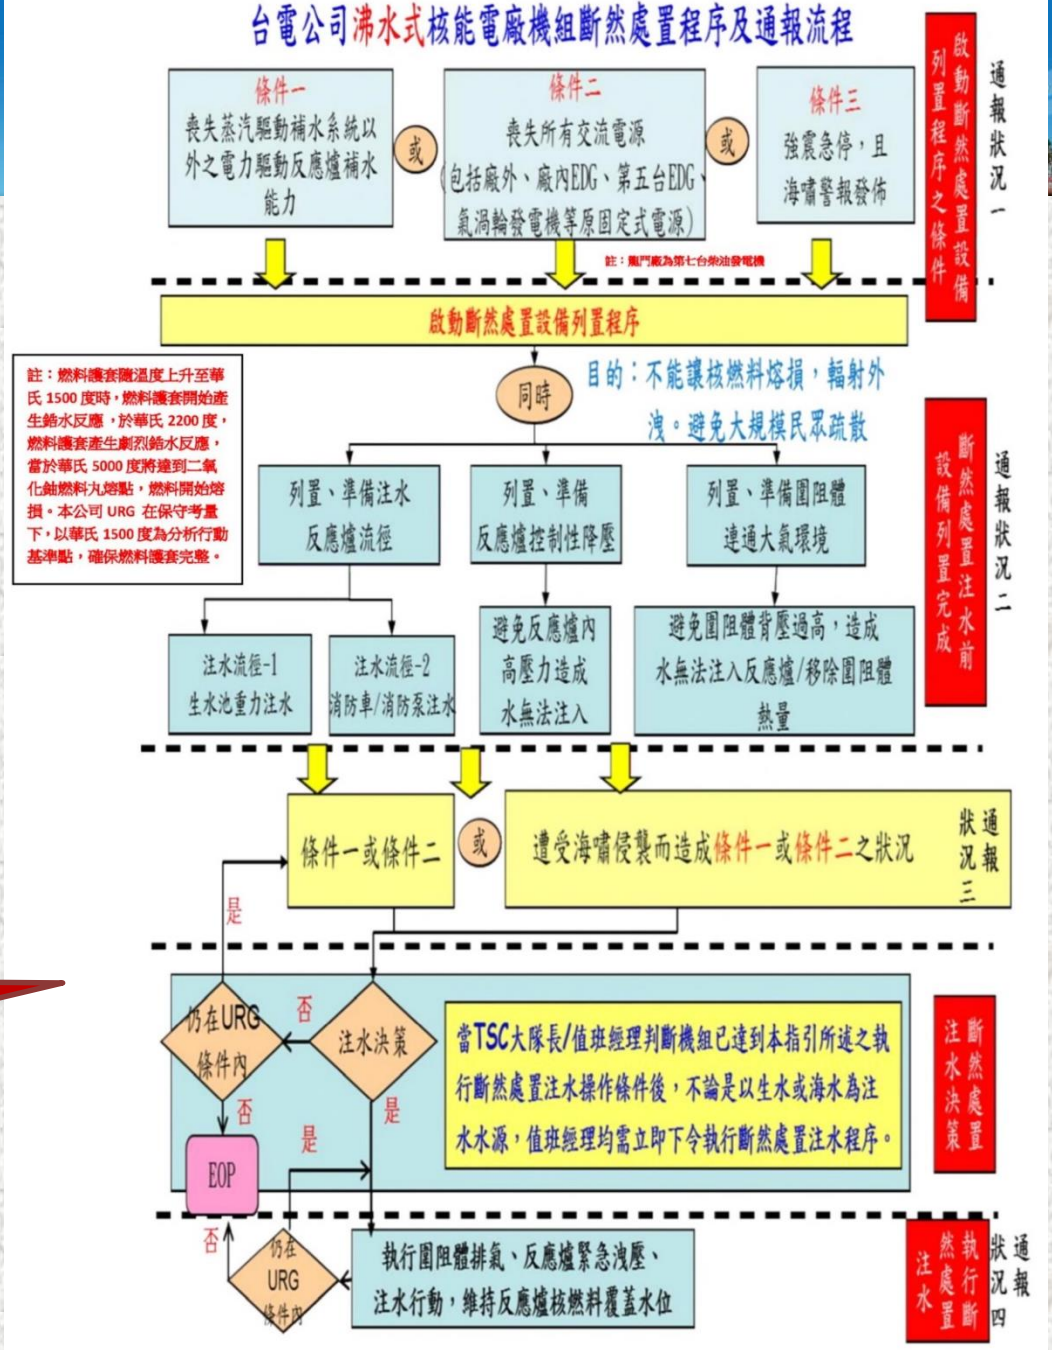 台電公司沸水式核能電廠機組斷然處置程序及通報流程
條件一
喪失蒸汽驅動補水系統以
外之電力驅動反應爐補水
能力
或
條件二
喪失所有交流電源
(包括廠外、廠內EDG、第五台EDG、
氣渦輪發電機等原固定式電源)
或
條件三
強震急停，且
海嘯警報發佈
啟動斷然處置設備
列置程序之條件
通報狀況一
註：龍門廠為第七台柴油發電機
啟動斷然處置設備列置程序
註：燃料護套隨溫度上升至華
氏 1500 度時，燃料護套開始產
生鋯水反應，於華氏 2200 度，
燃料護套產生劇烈鋯水反應，
當於華氏 5000 度將達到二氧
化鈾燃料丸熔點，燃料開始熔
損。本公司 URG 在保守考量
下，以華氏 1500 度為分析行動
基準點，確保燃料護套完整。
同時
目的：不能讓核燃料熔損，輻射外
洩。避免大規模民眾疏散
列置、準備注水
反應爐流徑
列置、準備
反應爐控制性降壓
列置、準備圍阻體
連通大氣環境
斷然處置注水前
設備列置完成
通報狀況二
注水流徑-1
生水池重力注水
注水流徑-2
消防車/消防泵注水
避免反應爐內
高壓力造成
水無法注入
避免圍阻體背壓過高，造成
水無法注入反應爐/移除圍阻體
熱量
條件一或條件二
或
遭受海嘯侵襲而造成條件一或條件二之狀況
通報
狀況三
是
仍在URG
條件內
否
注水決策
當TSC大隊長/值班經理判斷機組已達到本指引所述之執
行斷然處置注水操作條件後，不論是以生水或海水為注
水水源，值班經理均需立即下令執行斷然處置注水程序。
斷然處置
注水決策
否
是
是
EOP
否
仍在
URG
條件內
執行圍阻體排氣、反應爐緊急洩壓、
注水行動，維持反應爐核燃料覆蓋水位
執行斷
然處置
注水
通報
狀況四